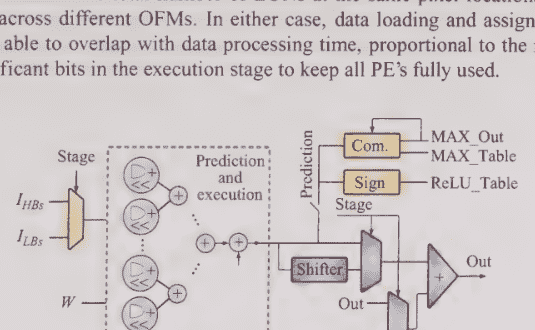 across different OFMs. In either case, data loading and assign
able to overlap with data processing time, proportional to the
ficant bits in the execution stage to keep all PE's fully used.
Stage
Prediction
and
execution
Prediction
Com.
MAX_Out
MAX_Table
Sign
ReLU_Table
Stage
I_HBs
I_LBs
Shifter
Out
W
Out